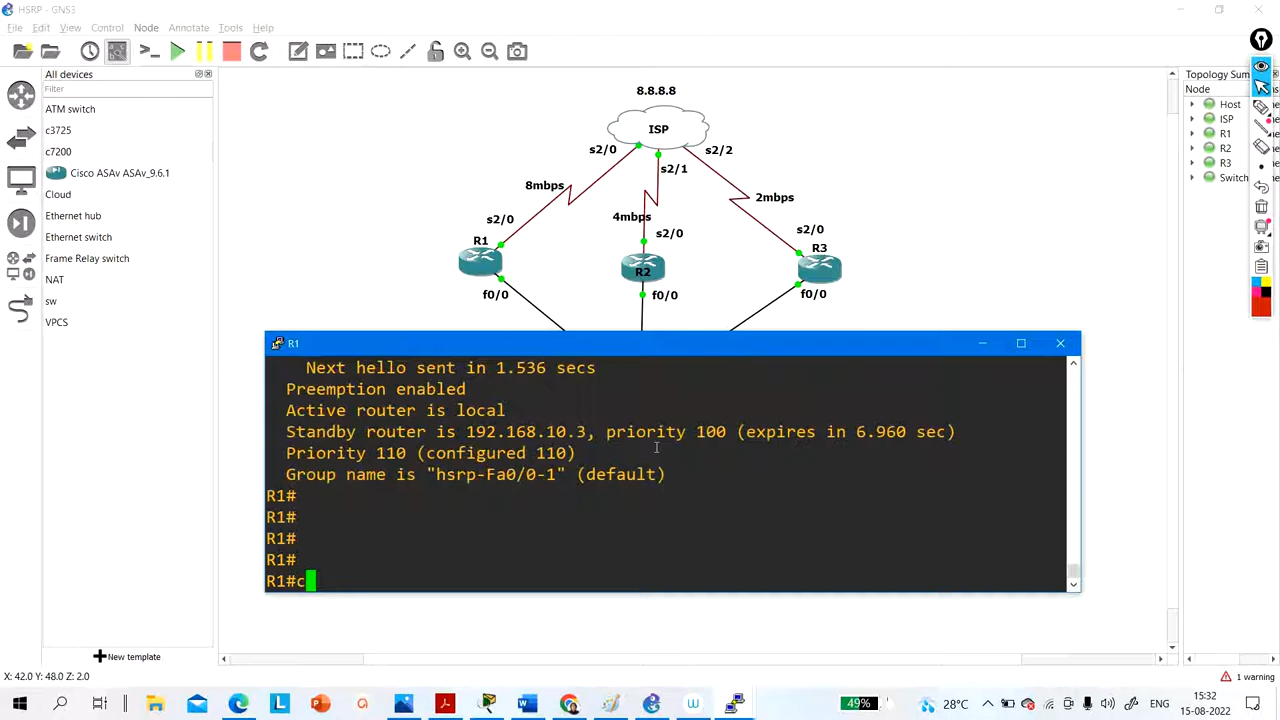 HSRP - GNS3
File Edit View Control Node Annotate Tools Help
All devices
Filter
ATM switch
c3725
c7200
Cisco ASAv ASAv_9.6.1
Cloud
Ethernet hub
Ethernet switch
Frame Relay switch
NAT
sw
VPCS
New template
X: 42.0 Y: 48.0 Z: 2.0
8.8.8.8
ISP
s2/0
s2/1
s2/2
8mbps
4mbps
2mbps
s2/0
s2/0
s2/0
R1
R2
R3
f0/0
f0/0
f0/0
Topology Sum
Node
Host
ISP
R1
R2
R3
Switch
R1
Next hello sent in 1.536 secs
Preemption enabled
Active router is local
Standby router is 192.168.10.3, priority 100 (expires in 6.960 sec)
Priority 110 (configured 110)
Group name is "hsrp-Fa0/0-1" (default)
R1#
R1#
R1#
R1#
R1#c
1 warning
49%
28°C
ENG
15:32
15-08-2022